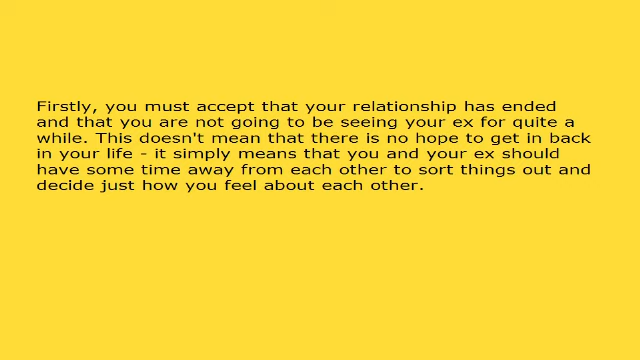 Firstly, you must accept that your relationship has ended
and that you are not going to be seeing your ex for quite a
while. This doesn't mean that there is no hope to get in back
in your life - it simply means that you and your ex should
have some time away from each other to sort things out and
decide just how you feel about each other.